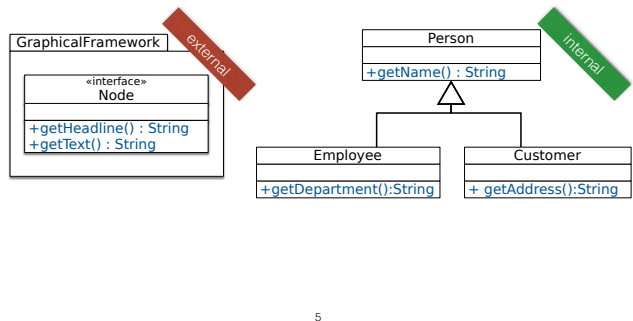 GraphicalFramework
external
«interface»
Node
+getHeadline() : String
+getText() : String
Person
internal
+getName() : String
Employee
+getDepartment():String
Customer
+ getAddress():String
5